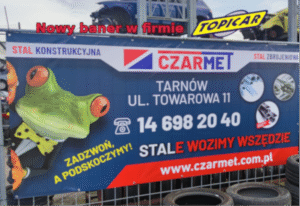 Nowy baner w firmie TOPICAR
STAL KONSTRUKCYJNA
CZARMET
STAL ZBROJENIOWA
TARNÓW
UL. TOWAROWA 11
14 698 20 40
ZADZWOŃ,
A PODSKOCZYMY!
STALE WOZIMY WSZĘDZIE
www.czarmet.com.pl